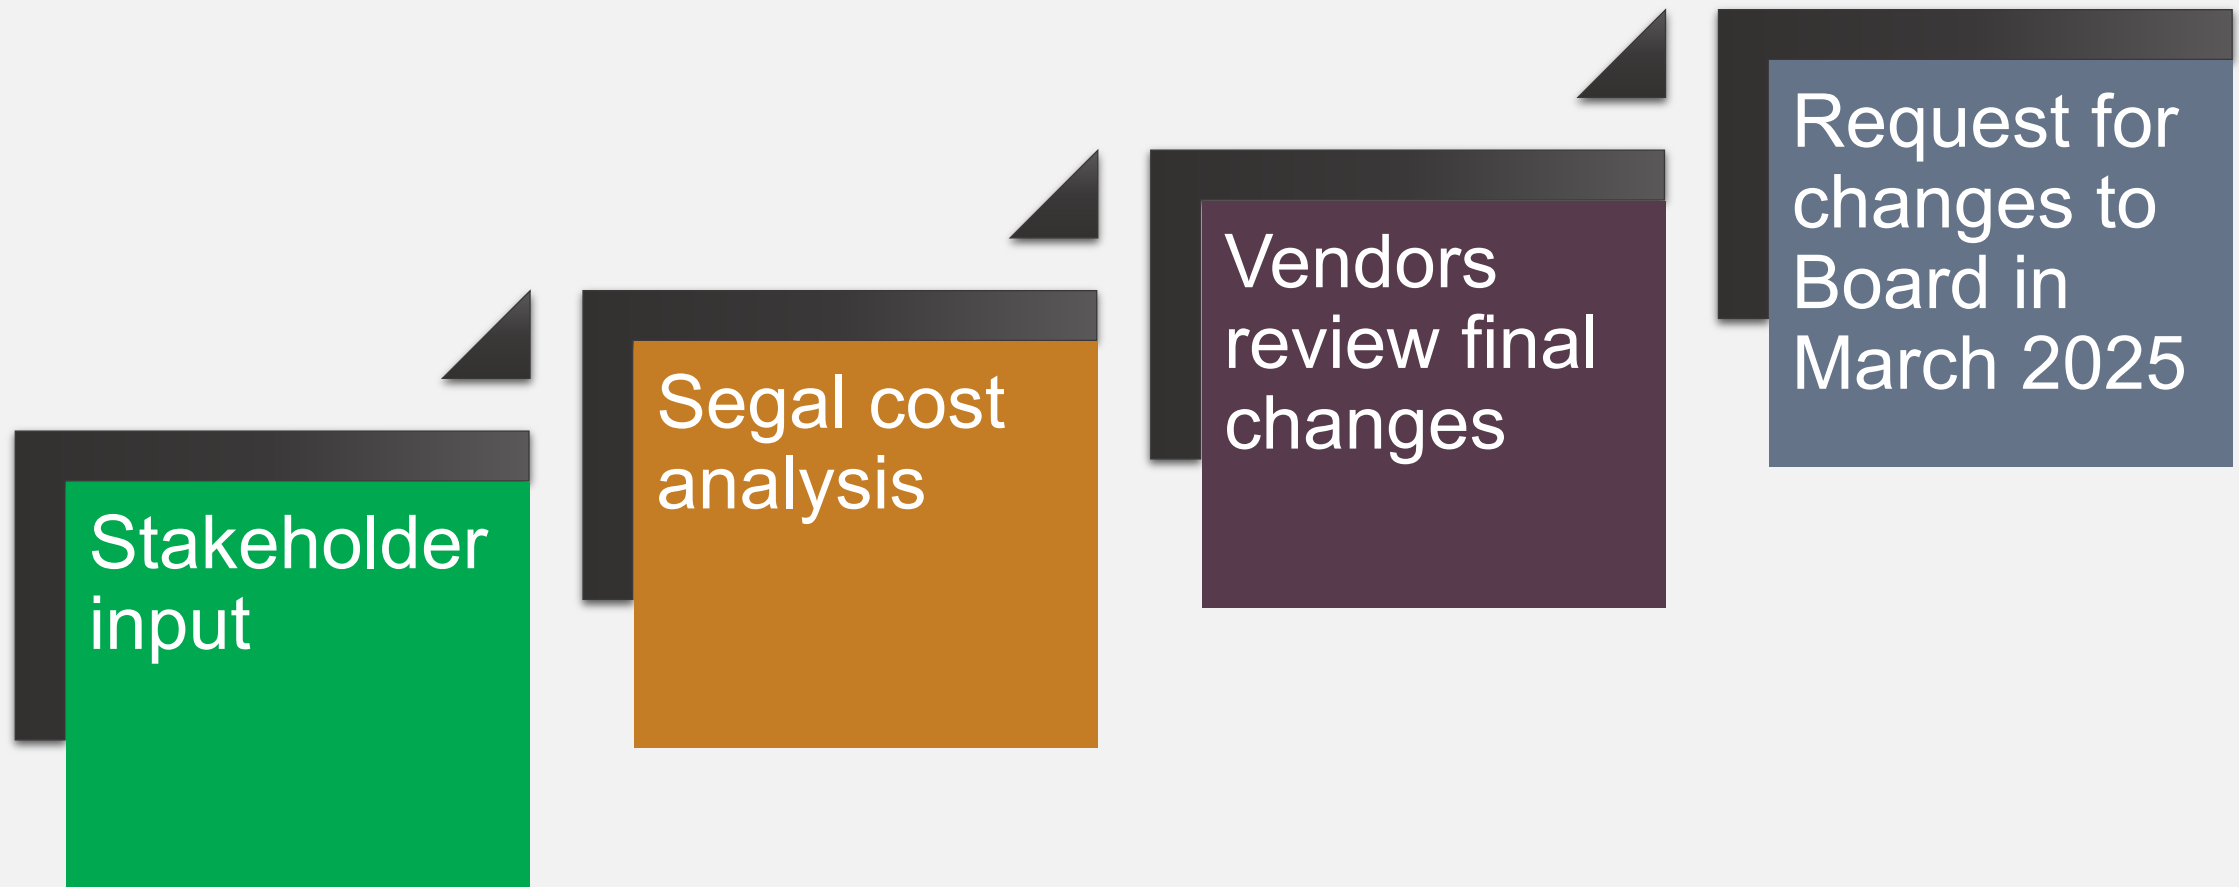 Stakeholder
input
Segal cost
analysis
Vendors
review final
changes
Request for
changes to
Board in
March 2025